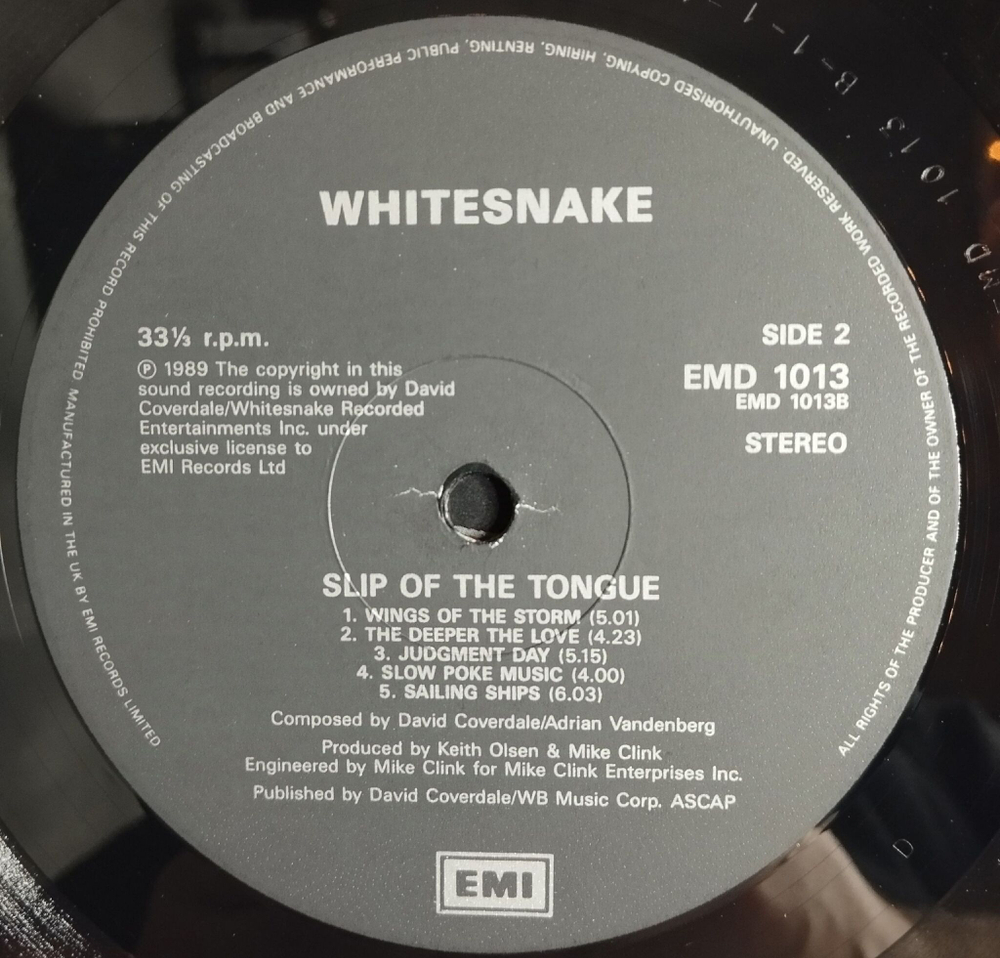 WHITESNAKE
33⅓ r.p.m.
Ⓟ 1989 The copyright in this
sound recording is owned by David
Coverdale/Whitesnake Recorded
Entertainments Inc. under
exclusive license to
EMI Records Ltd
SIDE 2
EMD 1013
EMD 1013B
STEREO
SLIP OF THE TONGUE
1. WINGS OF THE STORM (5.01)
2. THE DEEPER THE LOVE (4.23)
3. JUDGMENT DAY (5.15)
4. SLOW POKE MUSIC (4.00)
5. SAILING SHIPS (6.03)
Composed by David Coverdale/Adrian Vandenberg
Produced by Keith Olsen & Mike Clink
Engineered by Mike Clink for Mike Clink Enterprises Inc.
Published by David Coverdale/WB Music Corp. ASCAP
EMI
ALL RIGHTS OF THE PRODUCER AND OF THE OWNER OF THE RECORDED WORK RESERVED. UNAUTHORISED COPYING, HIRING, RENTING, PUBLIC PERFORMANCE AND BROADCASTING OF THIS RECORD PROHIBITED. MANUFACTURED IN THE UK BY EMI RECORDS LIMITED
1013 B-1-1-
D